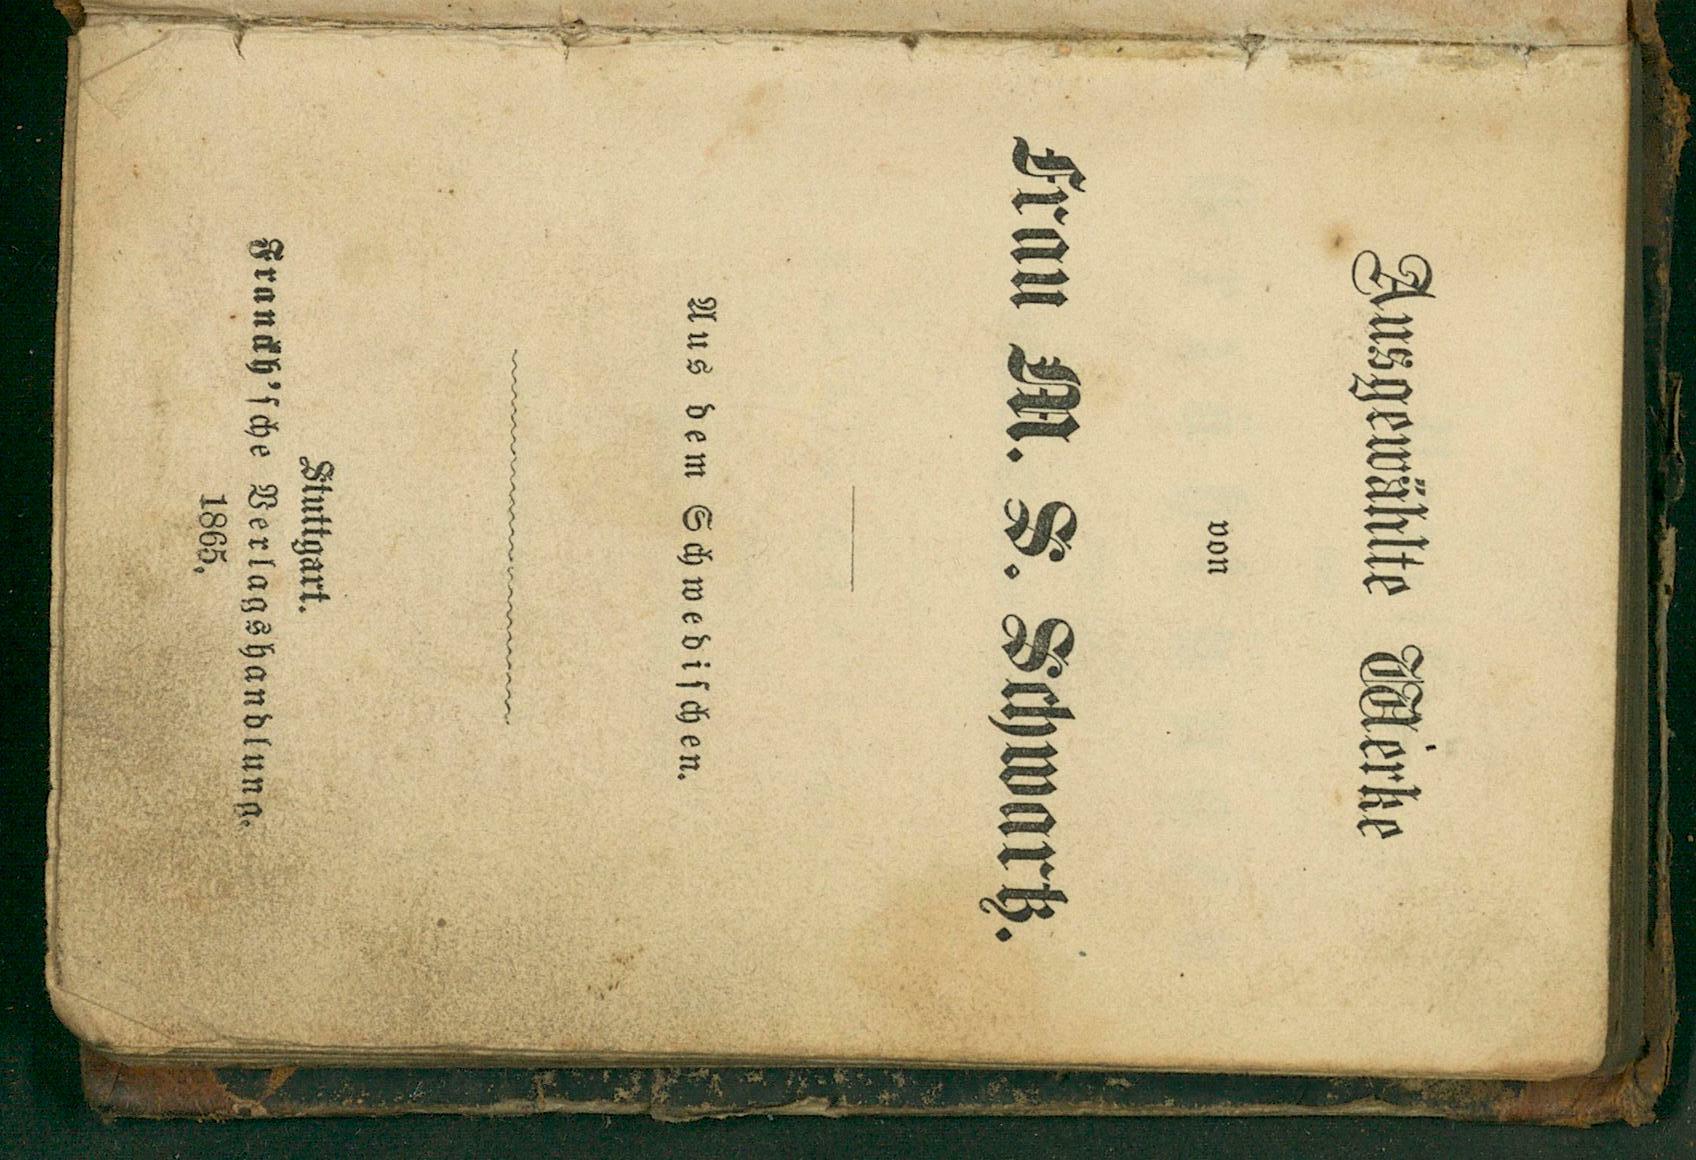 Ausgewählte Werke
von
Frau M. S. Schwartz.
Aus dem Schwedischen.
Stuttgart.
Franckh'sche Verlagshandlung.
1865.